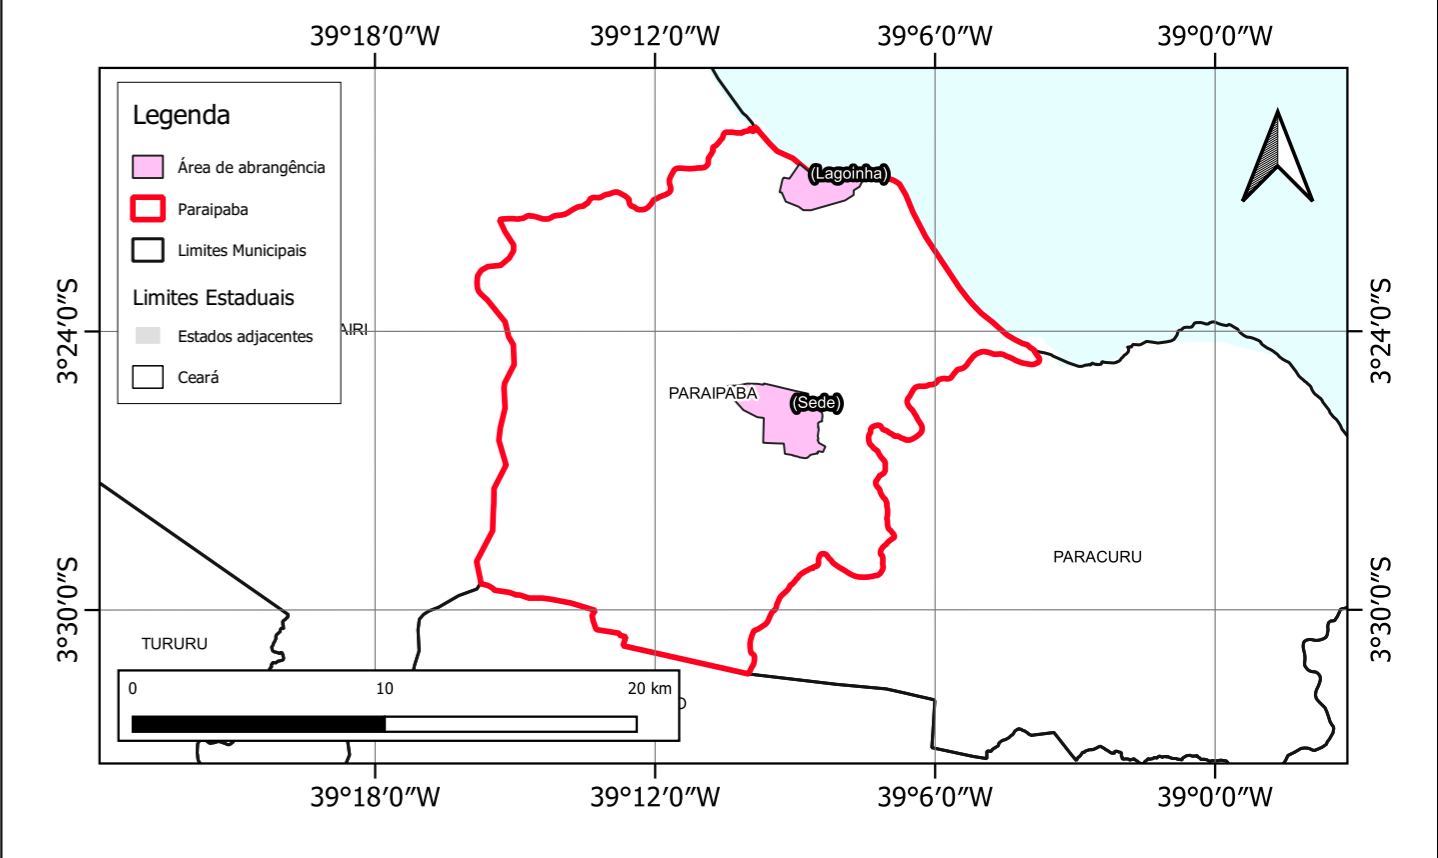 39°18′0″W 39°12′0″W 39°6′0″W 39°0′0″W
Legenda
Área de abrangência
Paraipaba
Limites Municipais
Limites Estaduais
Estados adjacentes
Ceará
(Lagoinha)
AIRI
3°24′0″S
3°24′0″S
PARAIPABA
(Sede)
PARACURU
3°30′0″S
3°30′0″S
TURURU
0 10 20 km
39°18′0″W 39°12′0″W 39°6′0″W 39°0′0″W